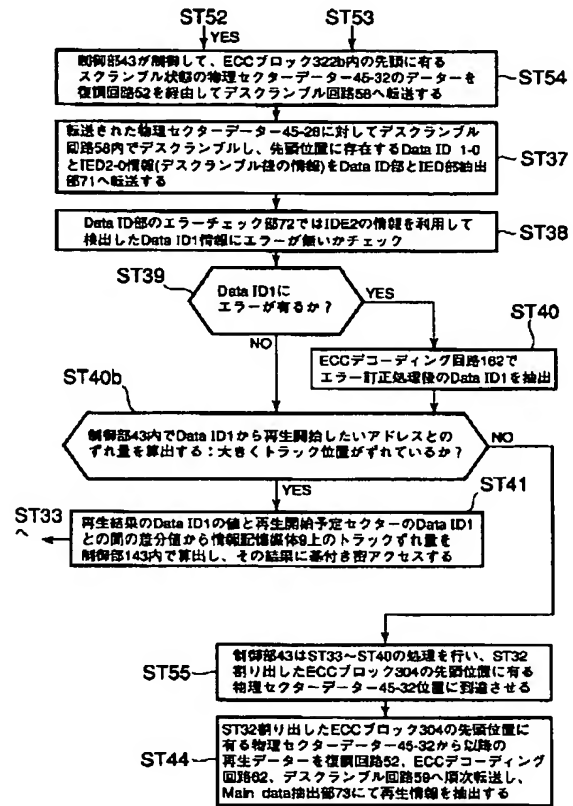 ST52
ST53
YES
制御部43が制御して、ECCブロック322b内の先頭に有る
スクランブル状態の物理セクターデーター45-32のデーターを
復調回路52を経由してデスクランブル回路58へ転送する
ST54
転送された物理セクターデーター45-28に対してデスクランブル
回路58内でデスクランブルし、先頭位置に存在するData ID 1-0
とIED2-0情報(デスクランブル後の情報)をData ID部とIED部抽出
部71へ転送する
ST37
Data ID部のエラーチェック部72ではIDE2の情報を利用して
検出したData ID1情報にエラーが無いかチェック
ST38
ST39
Data ID1に
エラーが有るか?
YES
NO
ST40
ECCデコーディング回路162で
エラー訂正処理後のData ID1を抽出
ST40b
制御部43内でData ID1から再生開始したいアドレスとの
ずれ量を算出する:大きくトラック位置がずれているか?
NO
YES
ST41
ST33
へ
再生結果のData ID1の値と再生開始予定セクターのData ID1
との間の差分値から情報記憶媒体9上のトラックずれ量を
制御部143内で算出し、その結果に基付き密アクセスする
ST55
制御部43はST33~ST40の処理を行い、ST32
割り出したECCブロック304の先頭位置に有る
物理セクターデーター45-32位置に到達させる
ST44
ST32割り出したECCブロック304の先頭位置に
有る物理セクターデーター45-32から以降の
再生データーを復調回路52、ECCデコーディング
回路62、デスクランブル回路59へ順次転送し、
Main data抽出部73にて再生情報を抽出する